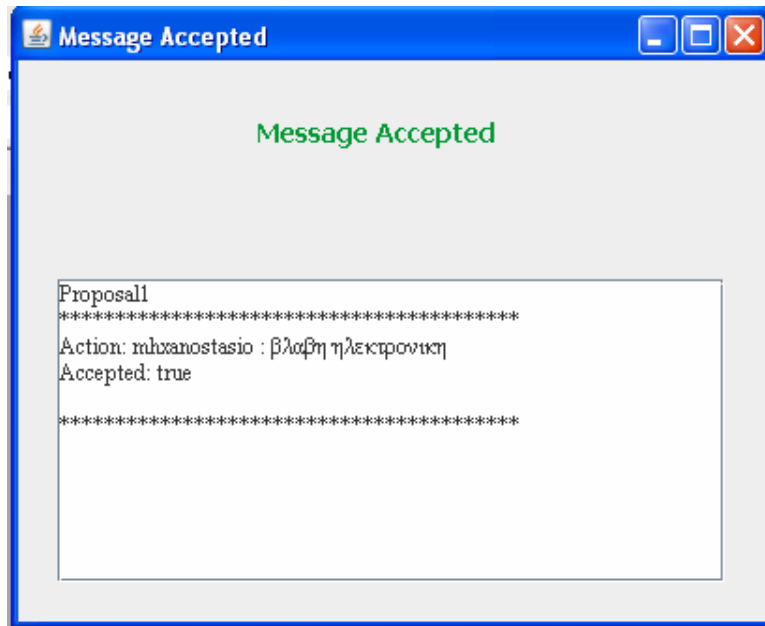 Message Accepted
Message Accepted
Proposal1
*****************************************
Action: mhxanostasio : βλαβη ηλεκτρονικη
Accepted: true
*****************************************